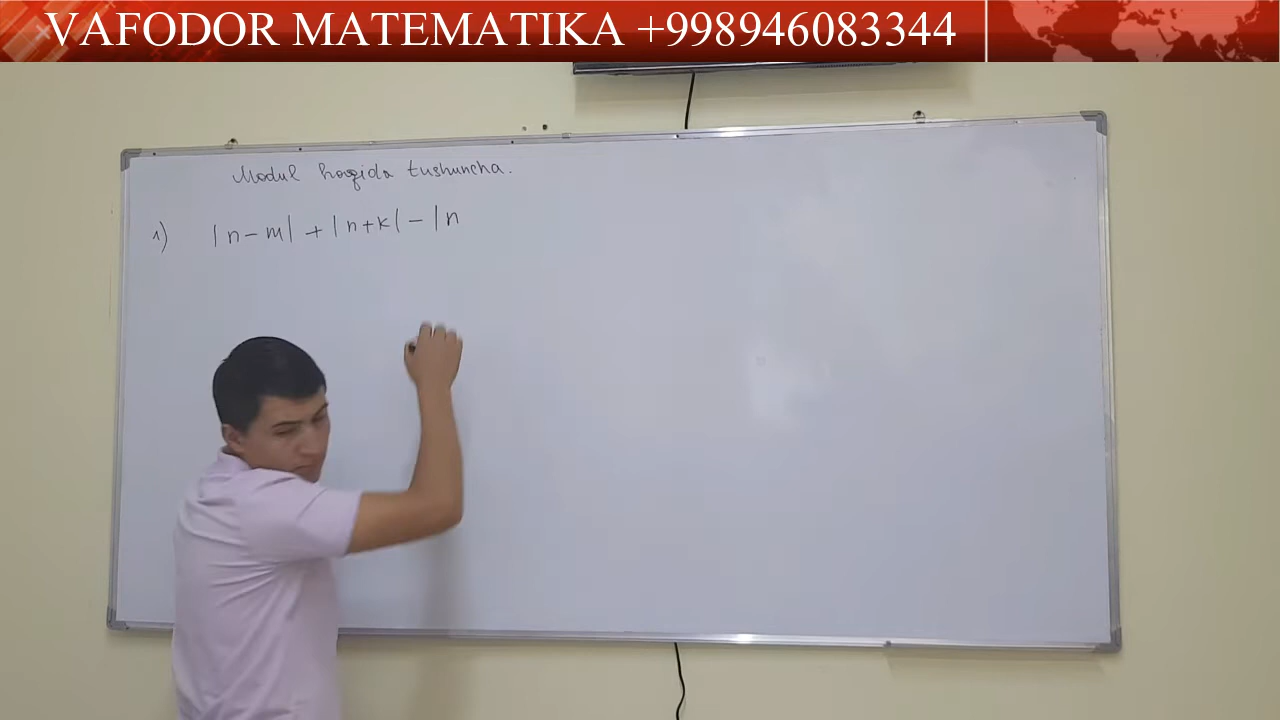 VAFODOR MATEMATIKA +998946083344
Modul haqida tushuncha.
1) |n-m| + |n+k| - |n